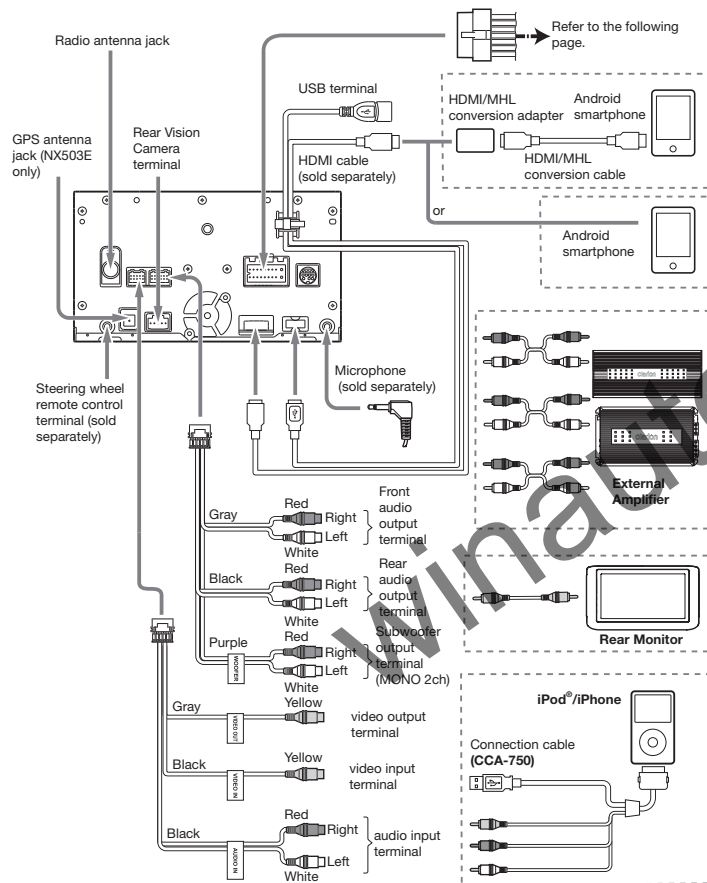 Radio antenna jack
Refer to the following
page.
USB terminal
HDMI/MHL
conversion adapter
Android
smartphone
GPS antenna
jack (NX503E
only)
Rear Vision
Camera
terminal
HDMI cable
(sold separately)
HDMI/MHL
conversion cable
or
Android
smartphone
Steering wheel
remote control
terminal (sold
separately)
Microphone
(sold separately)
clarion
clarion
External
Amplifier
Gray
Red
Right
Left
White
Front
audio
output
terminal
Black
Red
Right
Left
White
Rear
audio
output
terminal
Rear Monitor
Purple
WOOFER
Red
Right
Left
White
Subwoofer
output
terminal
(MONO 2ch)
Gray
VIDEO OUT
Yellow
video output
terminal
Black
VIDEO IN
Yellow
video input
terminal
Black
AUDIO IN
Red
Right
Left
White
audio input
terminal
iPod®/iPhone
Connection cable
(CCA-750)
winauto